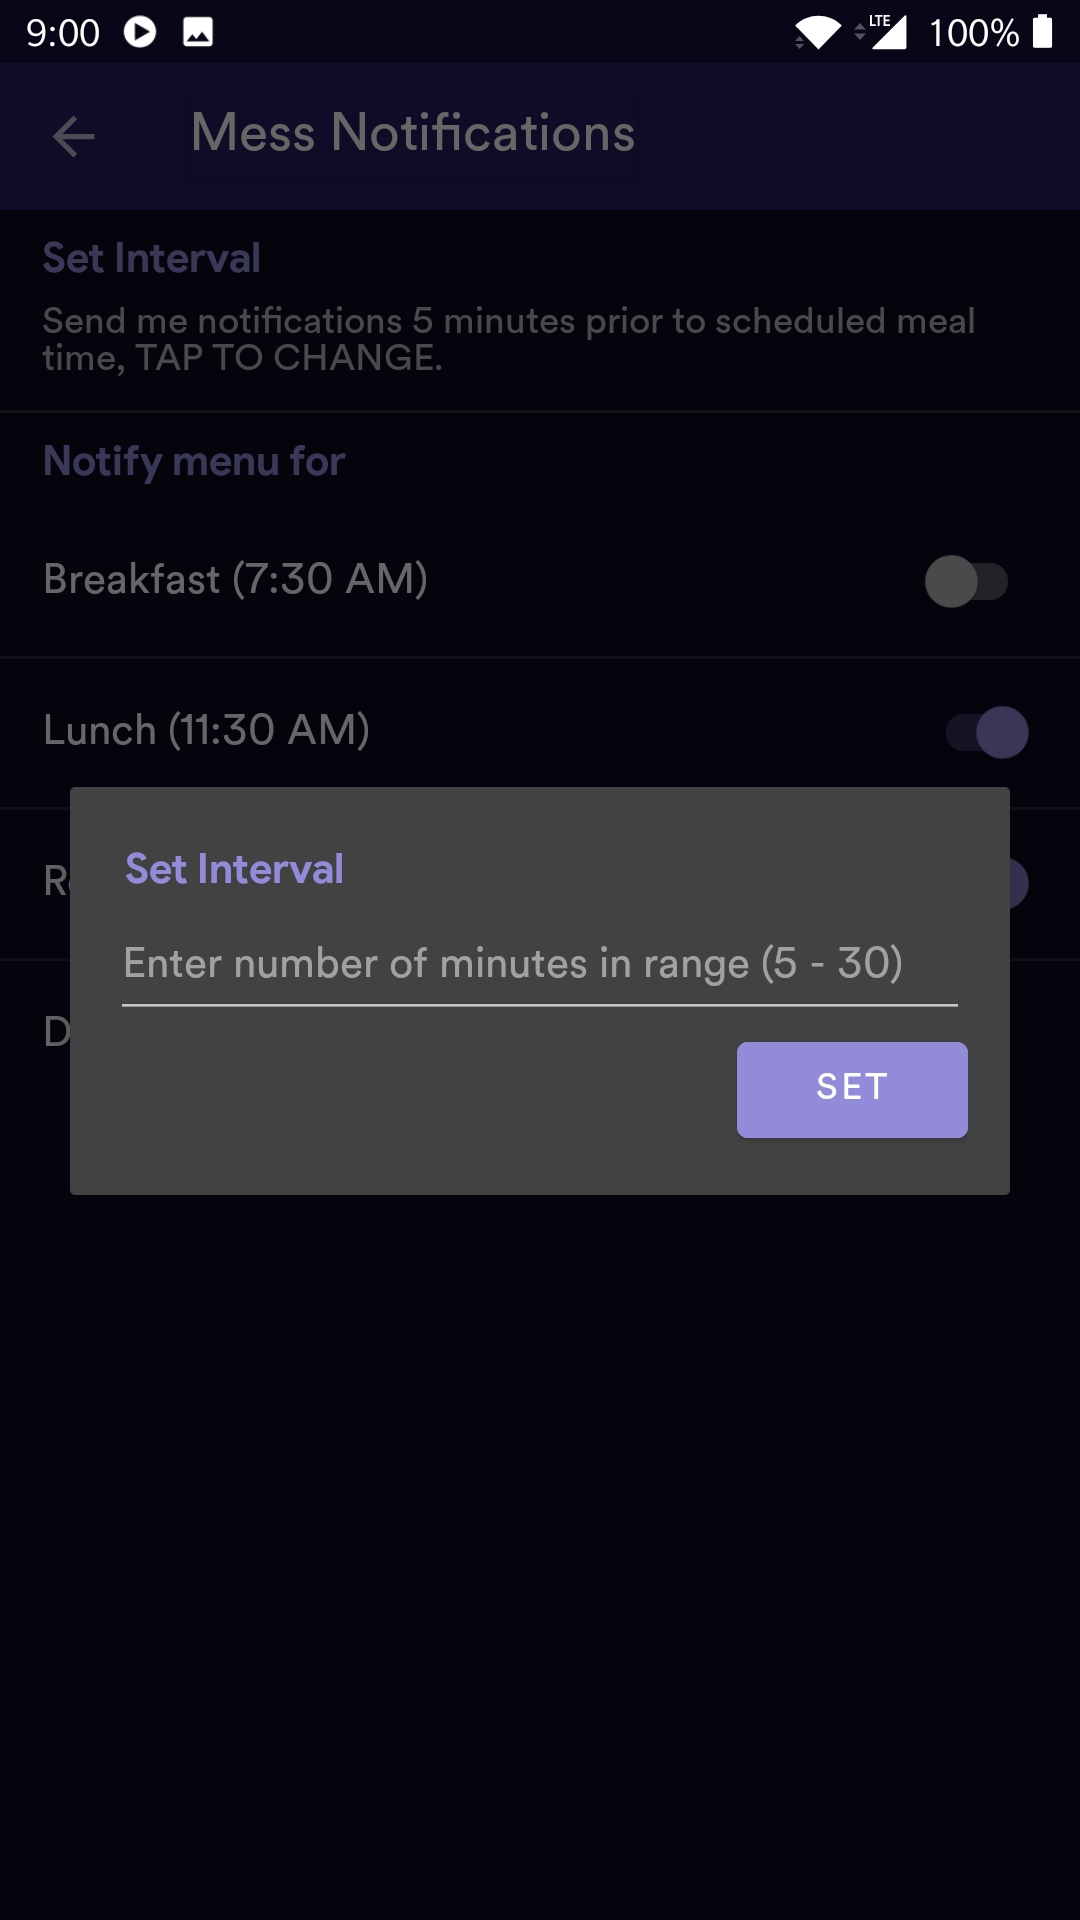 9:00
LTE
100%
Mess Notifications
Set Interval
Send me notifications 5 minutes prior to scheduled meal
time, TAP TO CHANGE.
Notify menu for
Breakfast (7:30 AM)
Lunch (11:30 AM)
Set Interval
Enter number of minutes in range (5 - 30)
SET